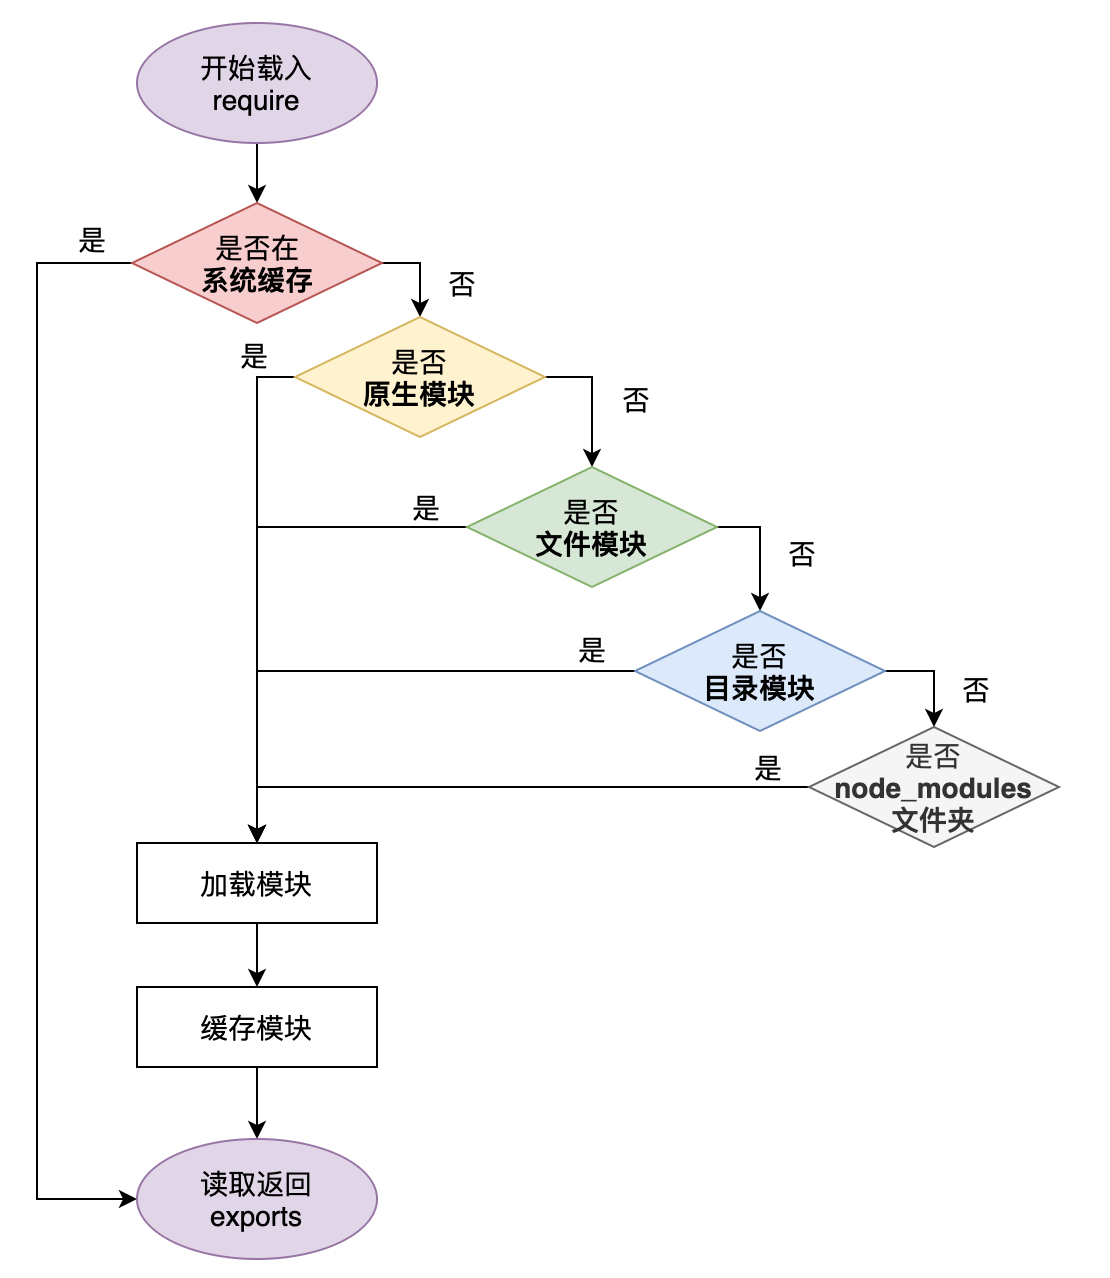 开始载入
require
是
是否在
系统缓存
否
是
是否
原生模块
否
是
是否
文件模块
否
是
是否
目录模块
否
是
是否
node_modules
文件夹
加载模块
缓存模块
读取返回
exports